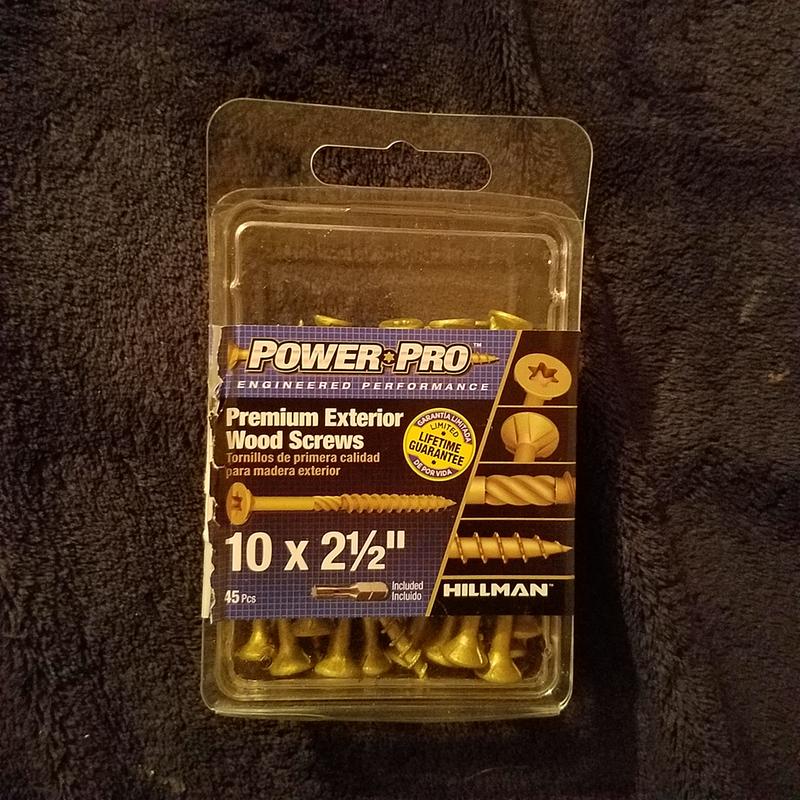 POWER PRO™
ENGINEERED PERFORMANCE
Premium Exterior
Wood Screws
Tornillos de primera calidad
para madera exterior
GARANTÍA LIMITADA
LIMITED
LIFETIME
GUARANTEE
DE POR VIDA
10 x 2½"
45 Pcs
Included
Incluido
HILLMAN™